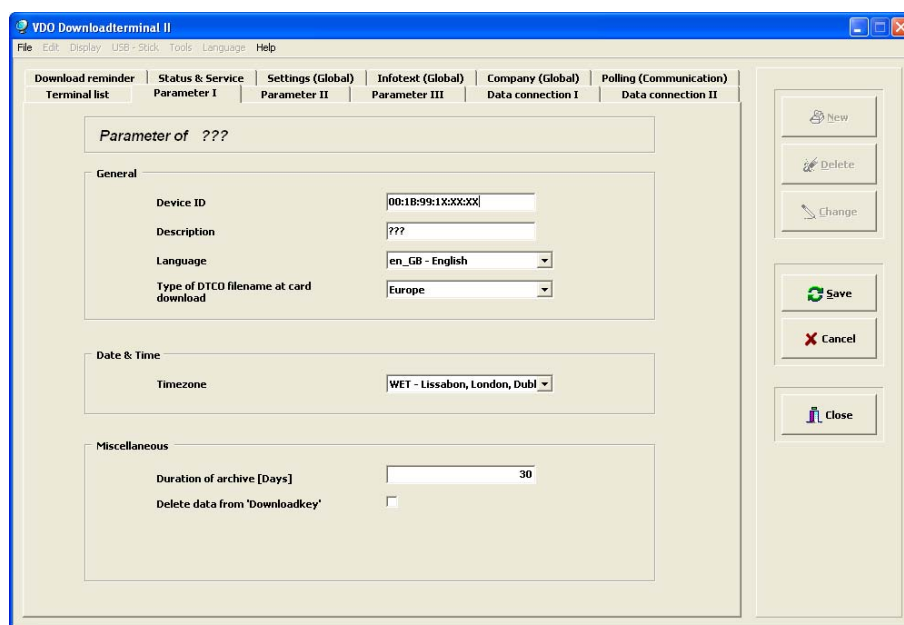 VDO Downloadterminal II
File Edit Display USB - Stick Tools Language Help
Download reminder Status & Service Settings (Global) Infotext (Global) Company (Global) Polling (Communication)
Terminal list Parameter I Parameter II Parameter III Data connection I Data connection II
Parameter of ???
General
Device ID 00:1B:99:1X:XX:XX
Description ???
Language en_GB - English
Type of DTCO filename at card download Europe
Date & Time
Timezone WET - Lissabon, London, Dubl
Miscellaneous
Duration of archive [Days] 30
Delete data from 'Downloadkey'
New
Delete
Change
Save
Cancel
Close